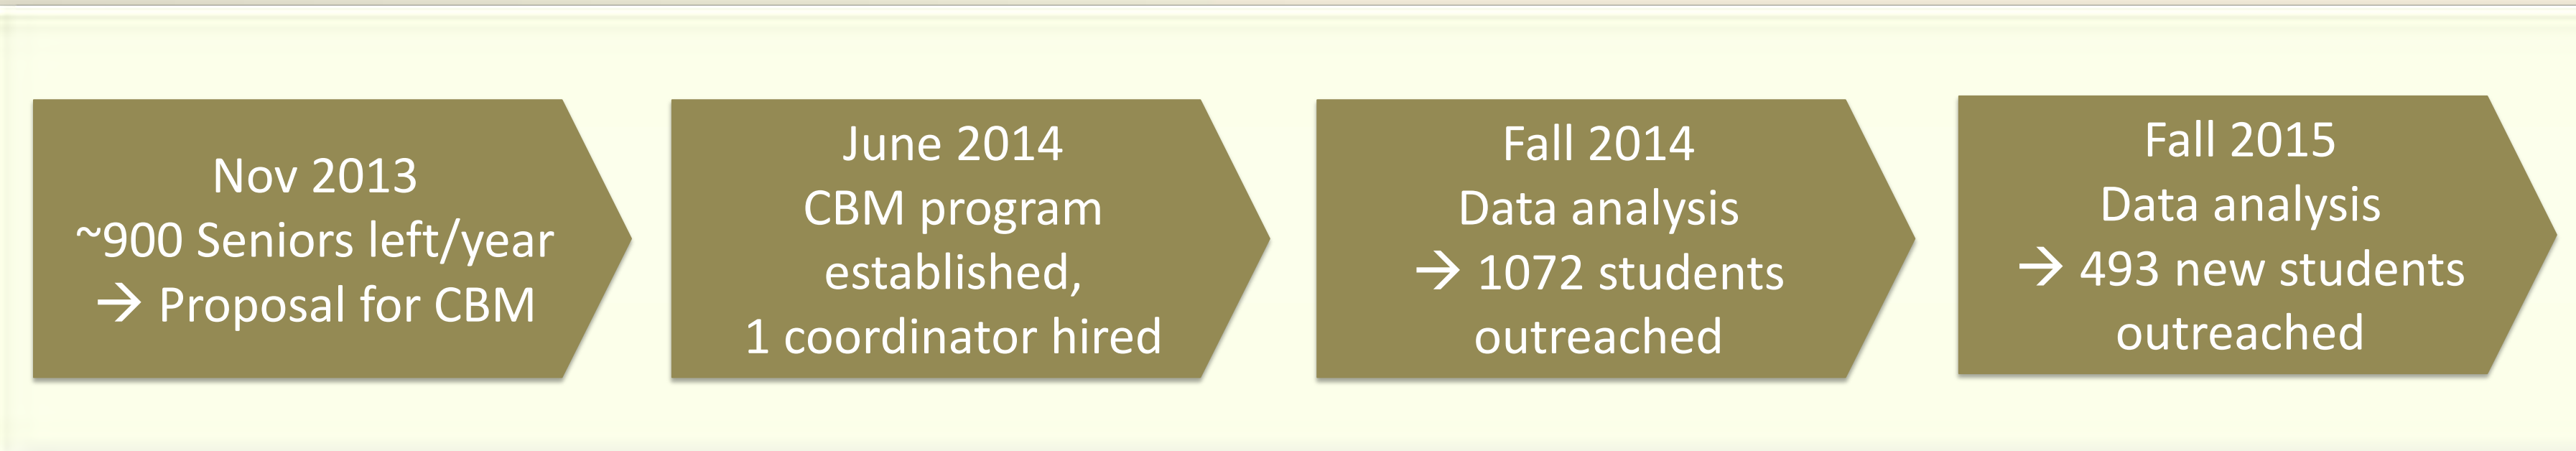 Nov 2013
~900 Seniors left/year
→ Proposal for CBM
June 2014
CBM program
established,
1 coordinator hired
Fall 2014
Data analysis
→ 1072 students
outreached
Fall 2015
Data analysis
→ 493 new students
outreached